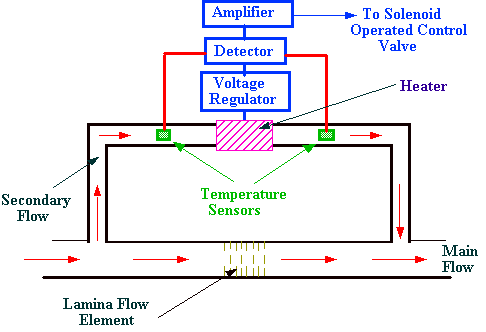 Amplifier
To Solenoid
Operated Control
Valve
Detector
Voltage
Regulator
Heater
Secondary
Flow
Temperature
Sensors
Main
Flow
Lamina Flow
Element